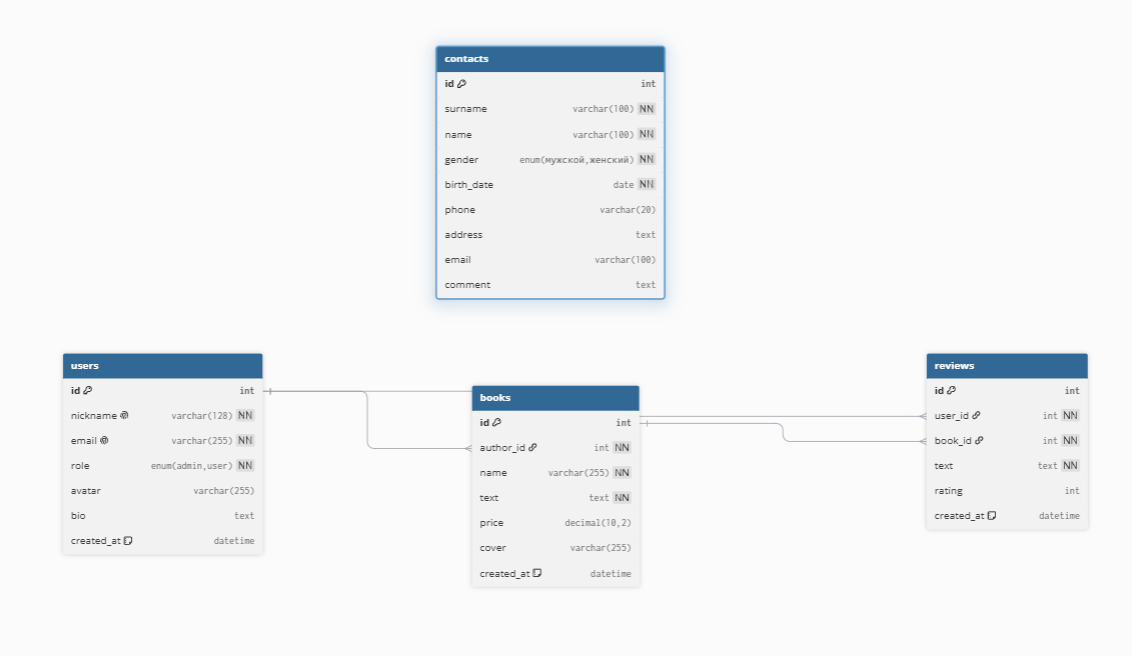 contacts
id int
surname varchar(100) NN
name varchar(100) NN
gender enum(мужской,женский) NN
birth_date date NN
phone varchar(20)
address text
email varchar(100)
comment text
users
id int
nickname varchar(128) NN
email varchar(255) NN
role enum(admin,user) NN
avatar varchar(255)
bio text
created_at datetime
books
id int
author_id int NN
name varchar(255) NN
text text NN
price decimal(10,2)
cover varchar(255)
created_at datetime
reviews
id int
user_id int NN
book_id int NN
text text NN
rating int
created_at datetime